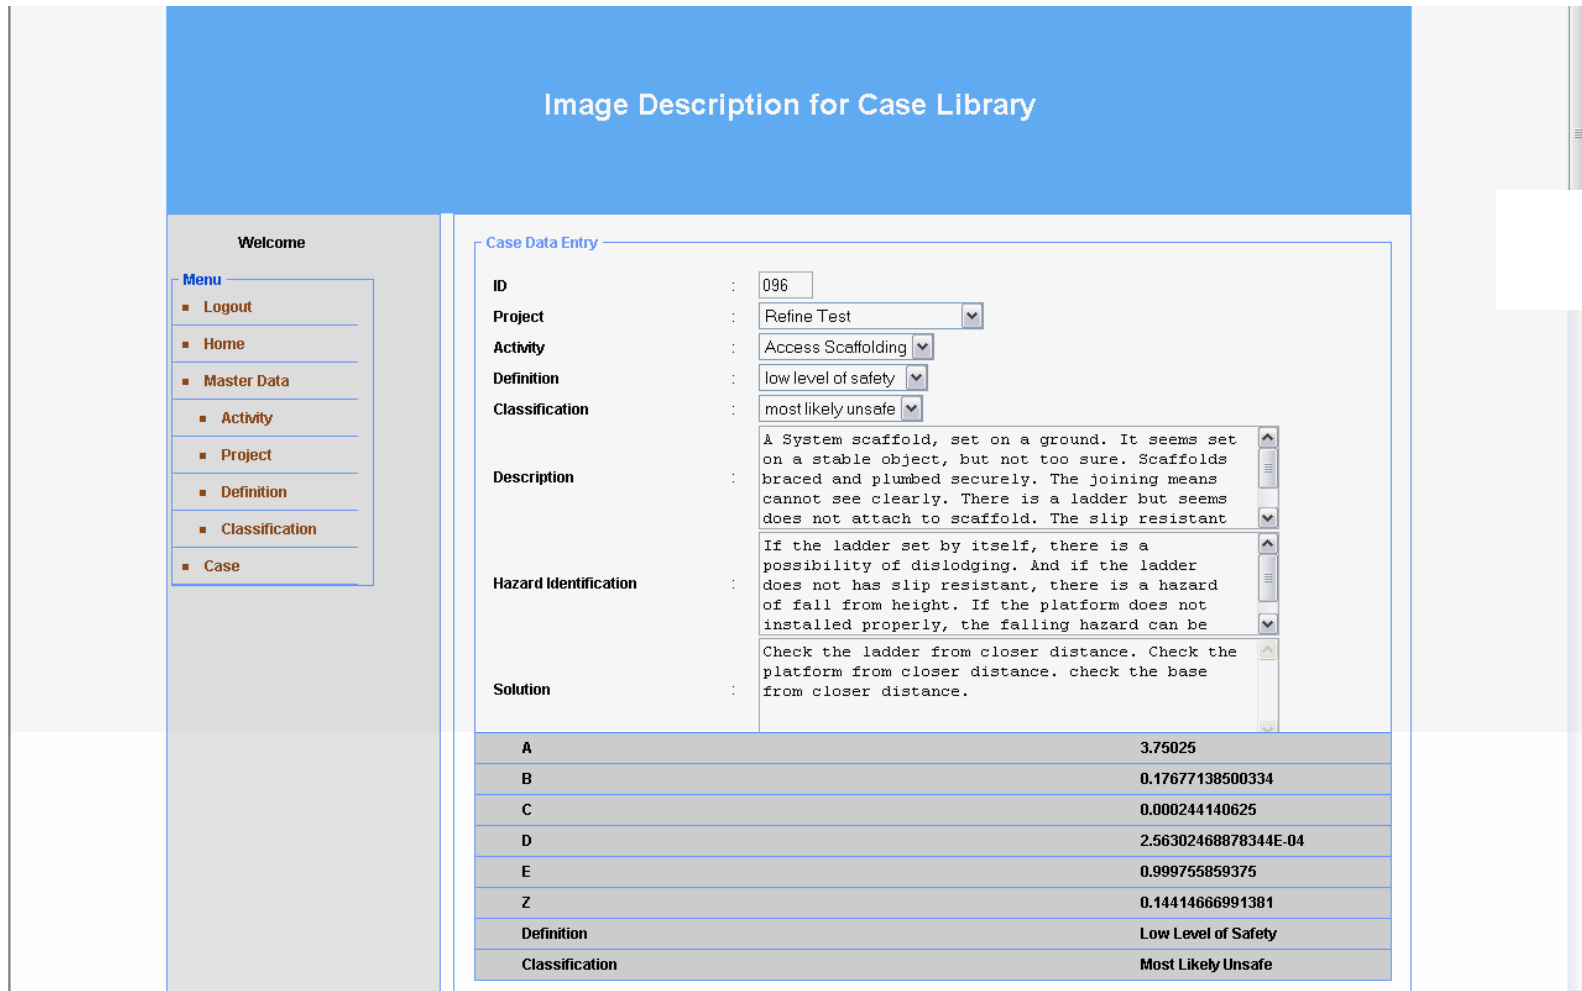 Image Description for Case Library
Welcome
Menu
Logout
Home
Master Data
Activity
Project
Definition
Classification
Case
Case Data Entry
ID : 096
Project : Refine Test
Activity : Access Scaffolding
Definition : low level of safety
Classification : most likely unsafe
Description :
A System scaffold, set on a ground. It seems set
on a stable object, but not too sure. Scaffolds
braced and plumbed securely. The joining means
cannot see clearly. There is a ladder but seems
does not attach to scaffold. The slip resistant
Hazard Identification :
If the ladder set by itself, there is a
possibility of dislodging. And if the ladder
does not has slip resistant, there is a hazard
of fall from height. If the platform does not
installed properly, the falling hazard can be
Solution :
Check the ladder from closer distance. Check the
platform from closer distance. check the base
from closer distance.
A 3.75025
B 0.17677138500334
C 0.000244140625
D 2.56302468878344E-04
E 0.999755859375
Z 0.14414666991381
Definition Low Level of Safety
Classification Most Likely Unsafe